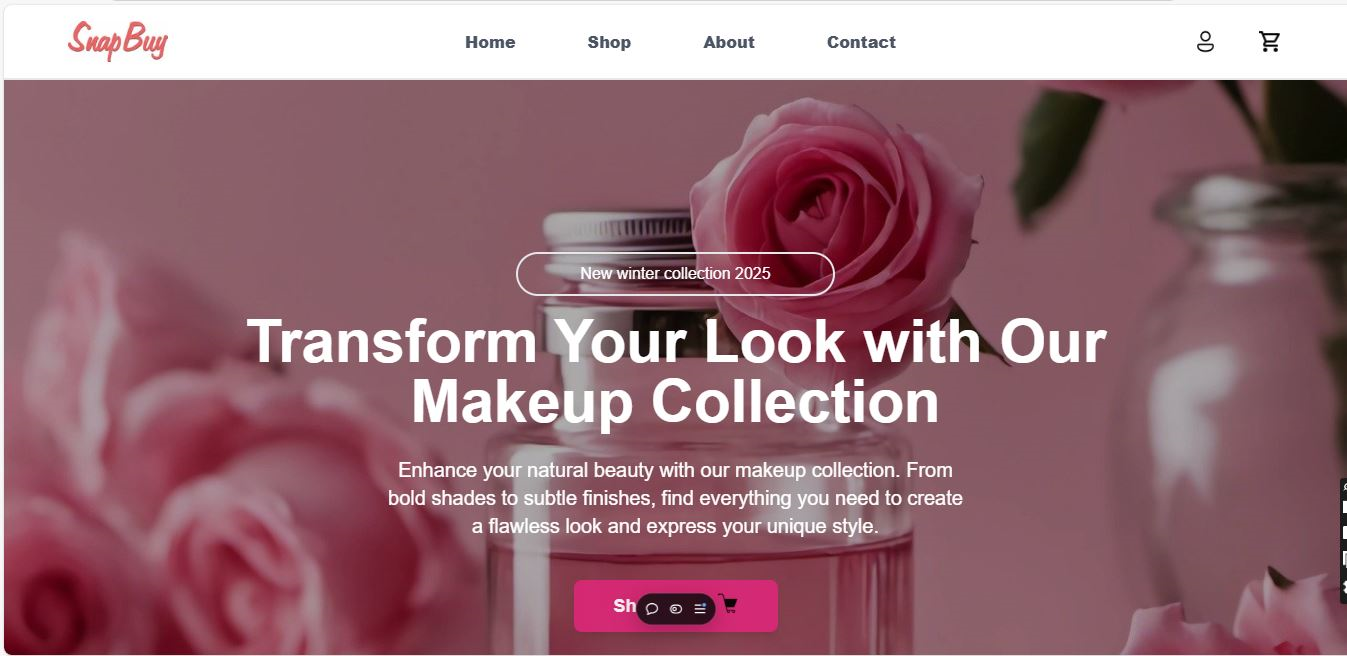 SnapBuy
Home
Shop
About
Contact
New winter collection 2025
Transform Your Look with Our
Makeup Collection
Enhance your natural beauty with our makeup collection. From
bold shades to subtle finishes, find everything you need to create
a flawless look and express your unique style.
Sh